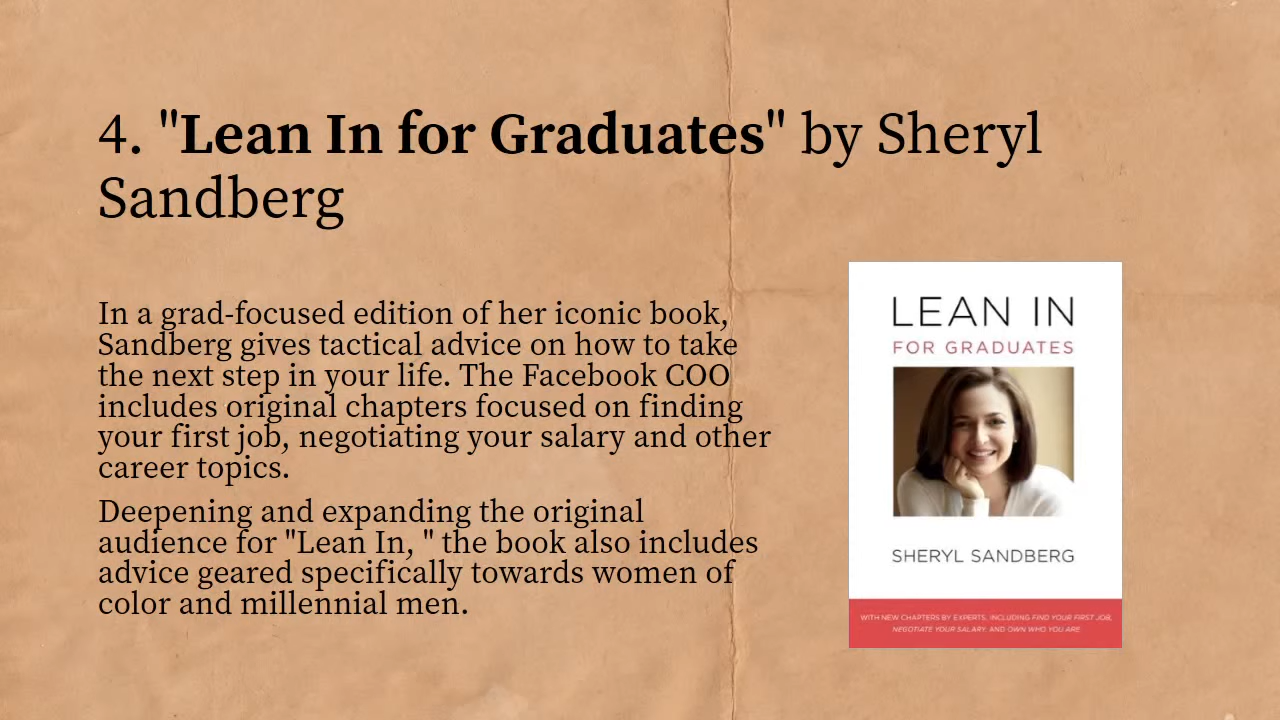 4. "Lean In for Graduates" by Sheryl
Sandberg
In a grad-focused edition of her iconic book,
Sandberg gives tactical advice on how to take
the next step in your life. The Facebook COO
includes original chapters focused on finding
your first job, negotiating your salary and other
career topics.
Deepening and expanding the original
audience for "Lean In, " the book also includes
advice geared specifically towards women of
color and millennial men.
LEAN IN
FOR GRADUATES
SHERYL SANDBERG
WITH NEW CHAPTERS BY EXPERTS, INCLUDING FIND YOUR FIRST JOB,
NEGOTIATE YOUR SALARY, AND OWN WHO YOU ARE